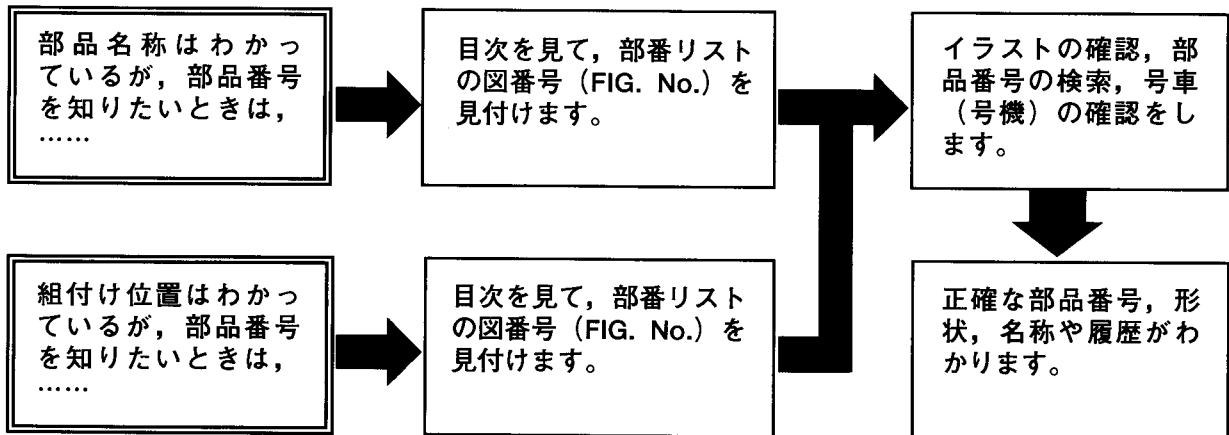 部品名称はわかっ
ているが，部品番号
を知りたいときは，
……
目次を見て，部番リスト
の図番号（FIG. No.）を
見付けます。
イラストの確認，部
品番号の検索，号車
（号機）の確認をし
ます。
組付け位置はわかっ
ているが，部品番号
を知りたいときは，
……
目次を見て，部番リスト
の図番号（FIG. No.）を
見付けます。
正確な部品番号，形
状，名称や履歴がわ
かります。